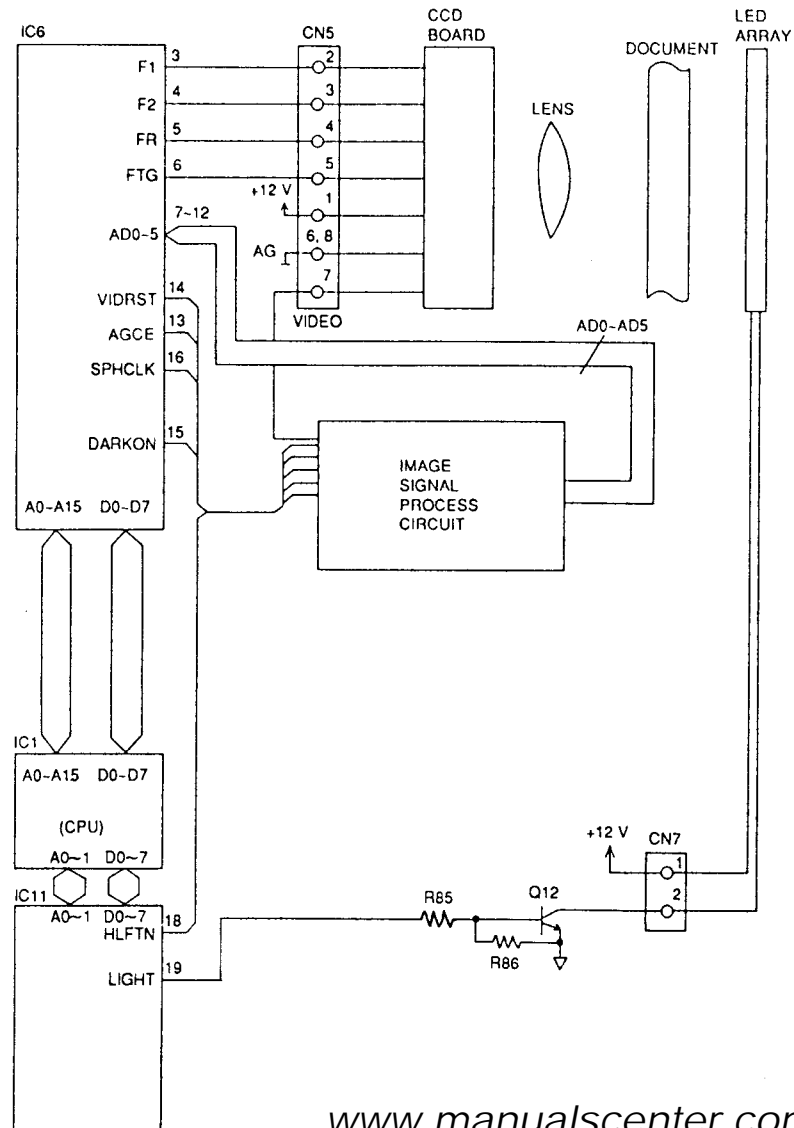 IC6
CN5
CCD
BOARD
LED
ARRAY
DOCUMENT
LENS
F1
3
2
F2
4
3
FR
5
4
FTG
6
5
+12 V
1
AD0~5
7~12
AG
6, 8
7
VIDEO
VIDRST
14
AGCE
13
SPHCLK
16
DARKON
15
AD0~AD5
IMAGE
SIGNAL
PROCESS
CIRCUIT
A0~A15 D0~D7
IC1
A0~A15 D0~D7
(CPU)
A0~1 D0~7
IC11
A0~1 D0~7
HLFTN
18
LIGHT
19
R85
R86
Q12
+12 V
CN7
1
2
www.manualscenter.com